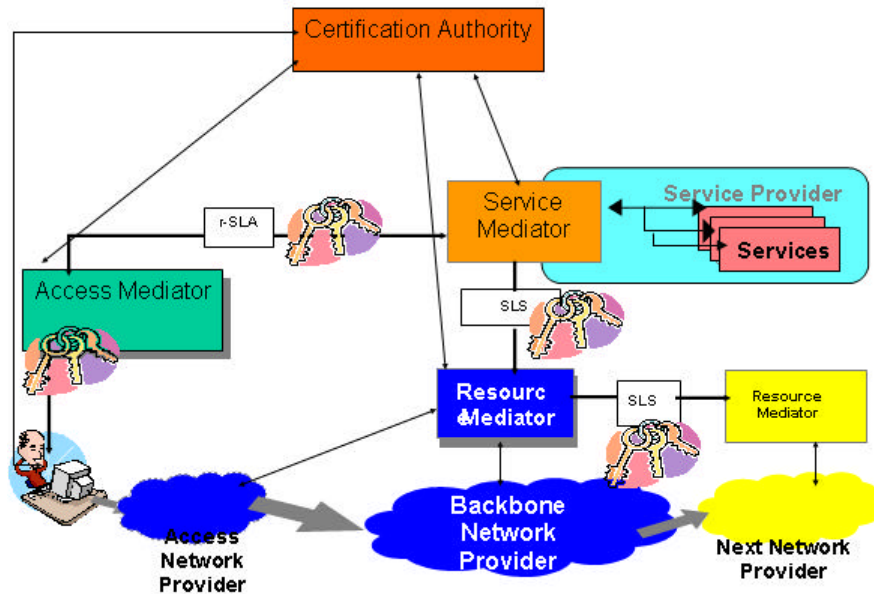 Certification Authority
Service Provider
Service
Mediator
r-SLA
Services
Access Mediator
SLS
Resourc
e Mediator
SLS
Resource
Mediator
Backbone
Network
Provider
Access
Network
Provider
Next Network
Provider